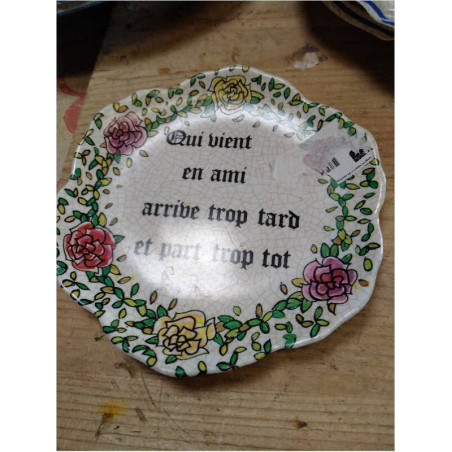 Qui vient
en ami
arrive trop tard
et part trop tot